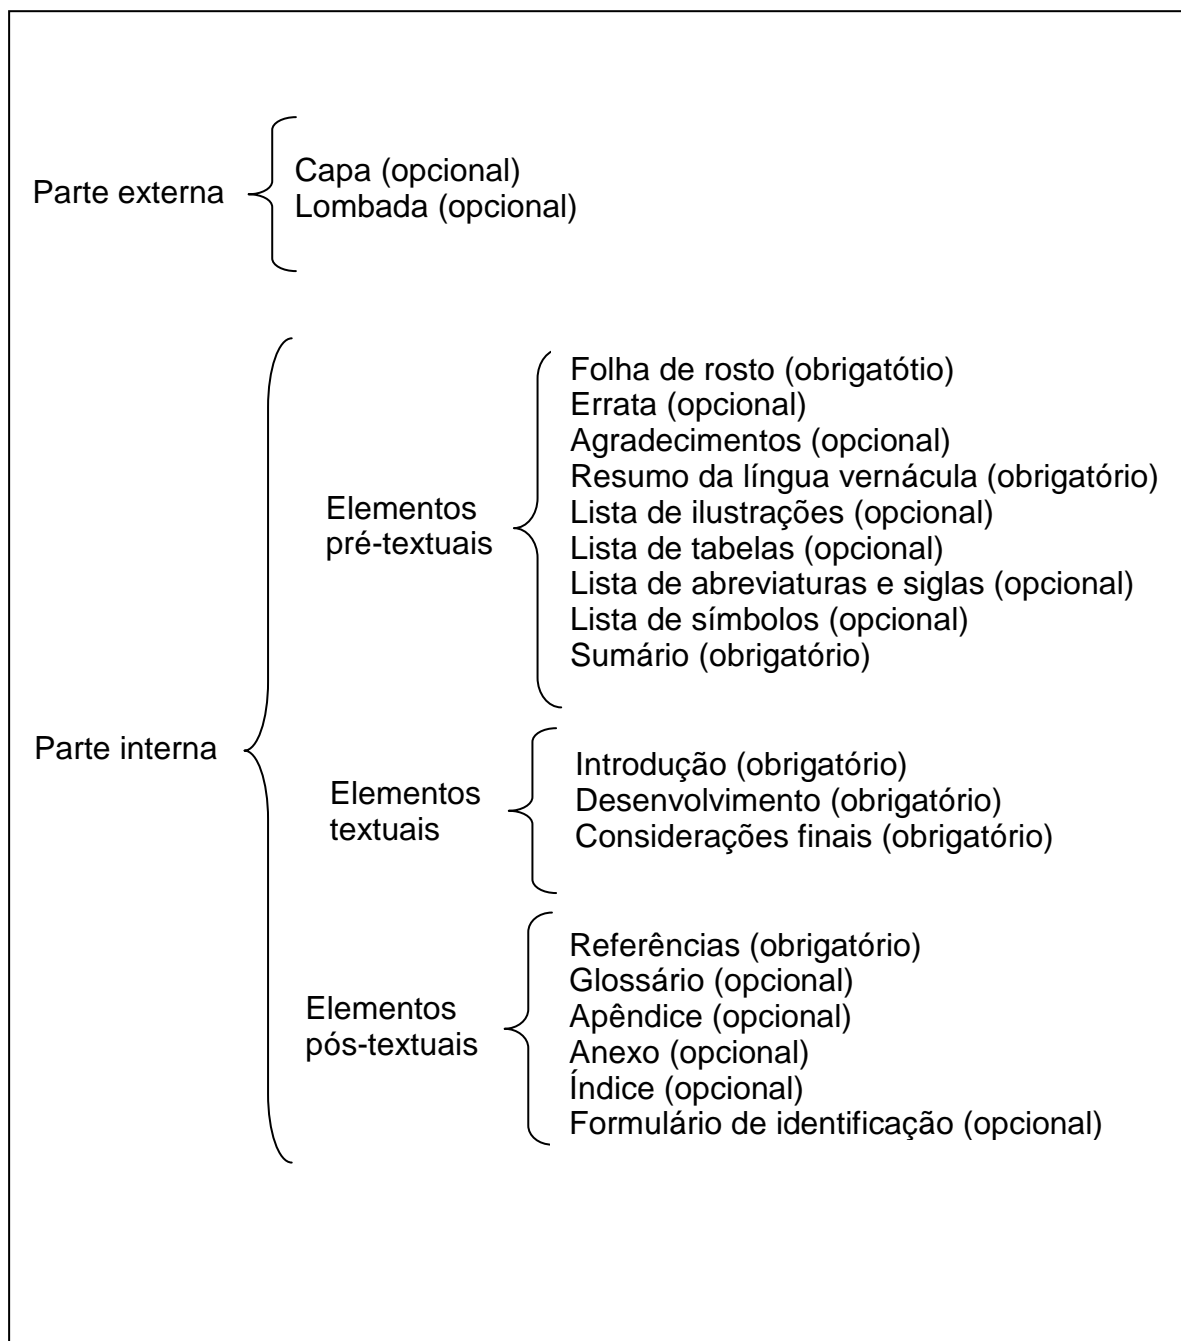 Parte externa
Capa (opcional)
Lombada (opcional)
Parte interna
Elementos
pré-textuais
Folha de rosto (obrigatótio)
Errata (opcional)
Agradecimentos (opcional)
Resumo da língua vernácula (obrigatório)
Lista de ilustrações (opcional)
Lista de tabelas (opcional)
Lista de abreviaturas e siglas (opcional)
Lista de símbolos (opcional)
Sumário (obrigatório)
Elementos
textuais
Introdução (obrigatório)
Desenvolvimento (obrigatório)
Considerações finais (obrigatório)
Elementos
pós-textuais
Referências (obrigatório)
Glossário (opcional)
Apêndice (opcional)
Anexo (opcional)
Índice (opcional)
Formulário de identificação (opcional)